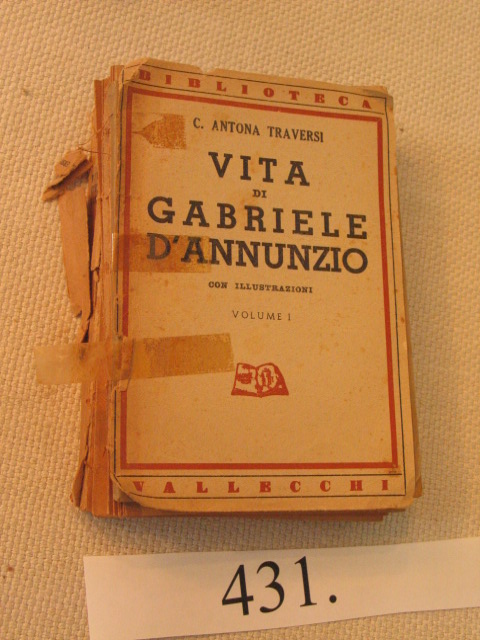 BIBLIOTECA
C. ANTONA TRAVERSI
VITA
DI
GABRIELE
D'ANNUNZIO
CON ILLUSTRAZIONI
VOLUME I
VALLECCHI
431.